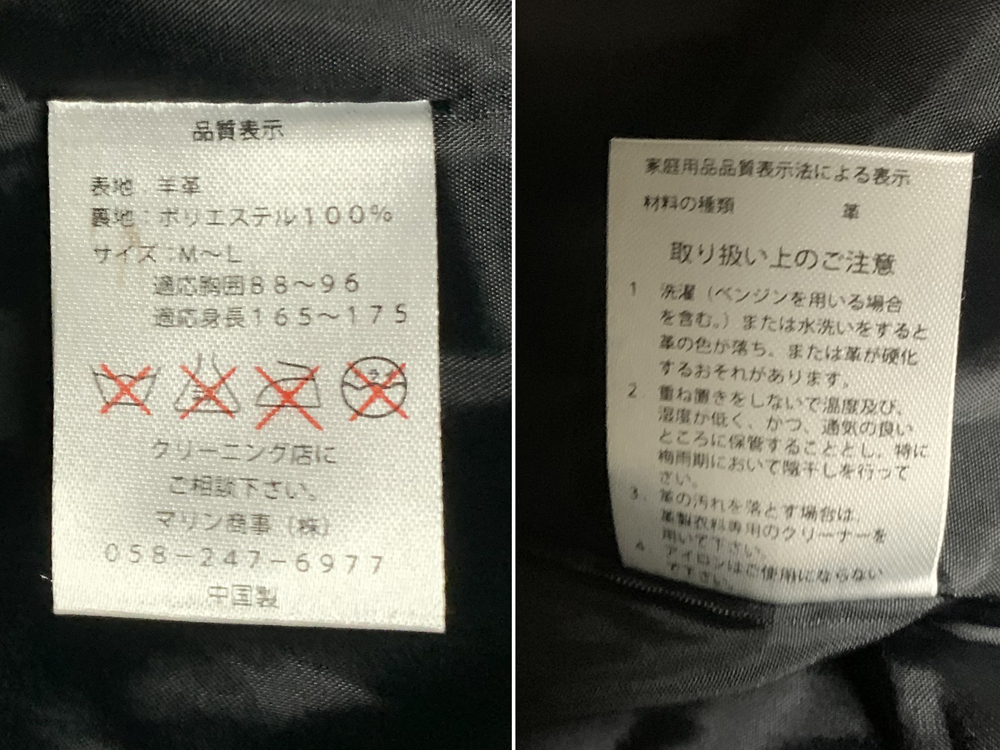 品質表示
表地：羊革
裏地：ポリエステル100％
サイズ：M～L
適応胸囲88～96
適応身長165～175
ドライ
クリーニング店に
ご相談下さい。
マリン商事（株）
058－247－6977
中国製
家庭用品品質表示法による表示
材料の種類 革
取り扱い上のご注意
1 洗濯（ベンジンを用いる場合
を含む。）または水洗いをすると
革の色が落ち、または革が硬化
するおそれがあります。
2. 重ね置きをしないで温度及び、
湿度が低く、かつ、通気の良い
ところに保管することとし、特に
梅雨期において陰干しを行って
さい。
3. 革の汚れを落とす場合は、
革製衣料専用のクリーナーを
用いて下さい。
4 アイロンはご使用にならない
で下さい。